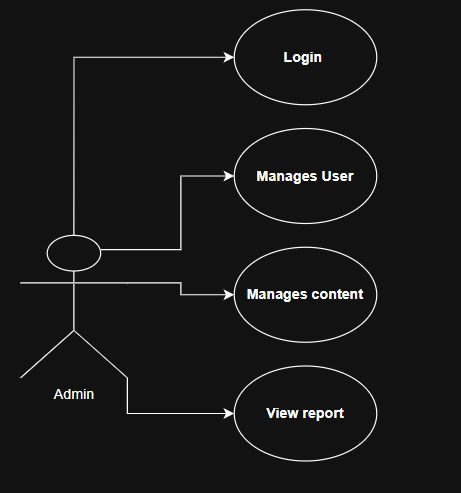 Login
Manages User
Manages content
View report
Admin